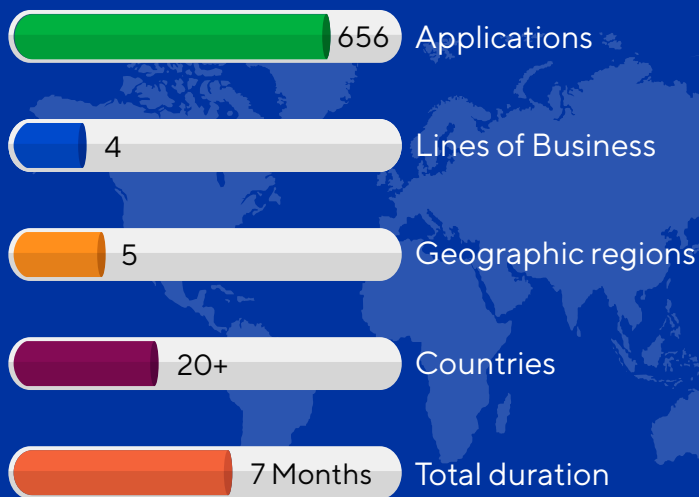 656 Applications
4 Lines of Business
5 Geographic regions
20+ Countries
7 Months Total duration